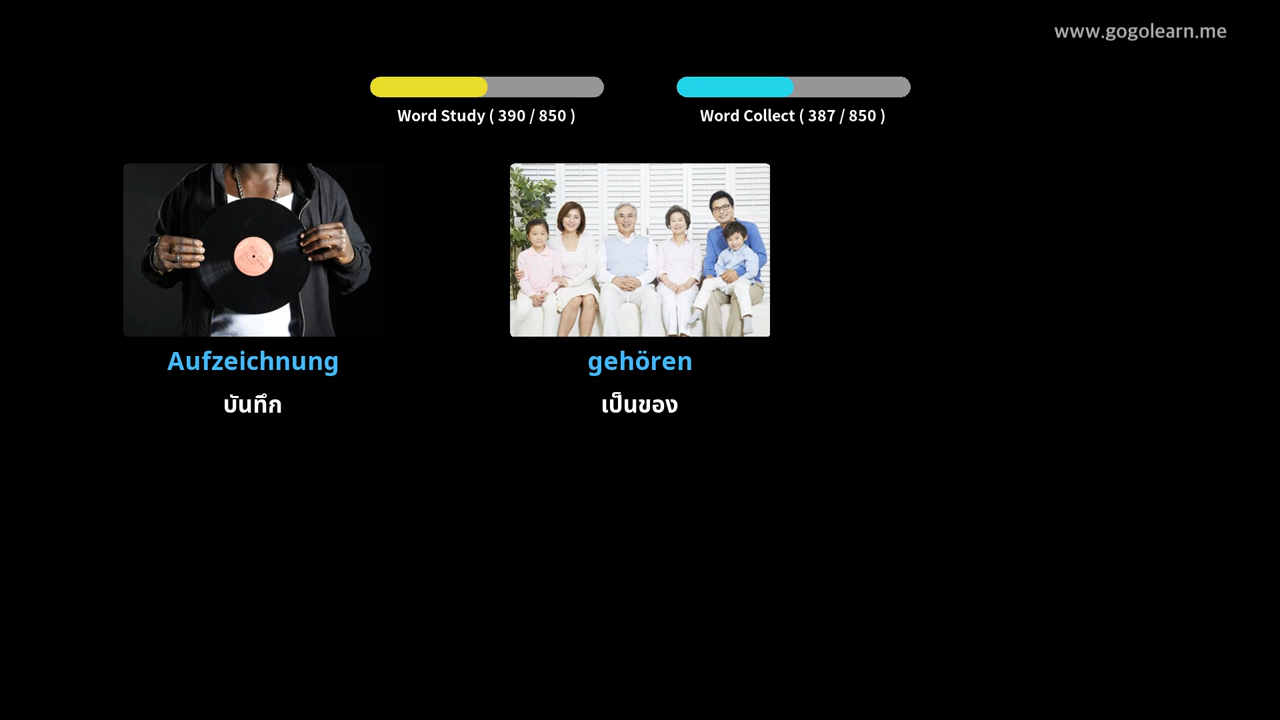 www.gogolearn.me
Word Study ( 390 / 850 )
Word Collect ( 387 / 850 )
Aufzeichnung
บันทึก
gehören
เป็นของ